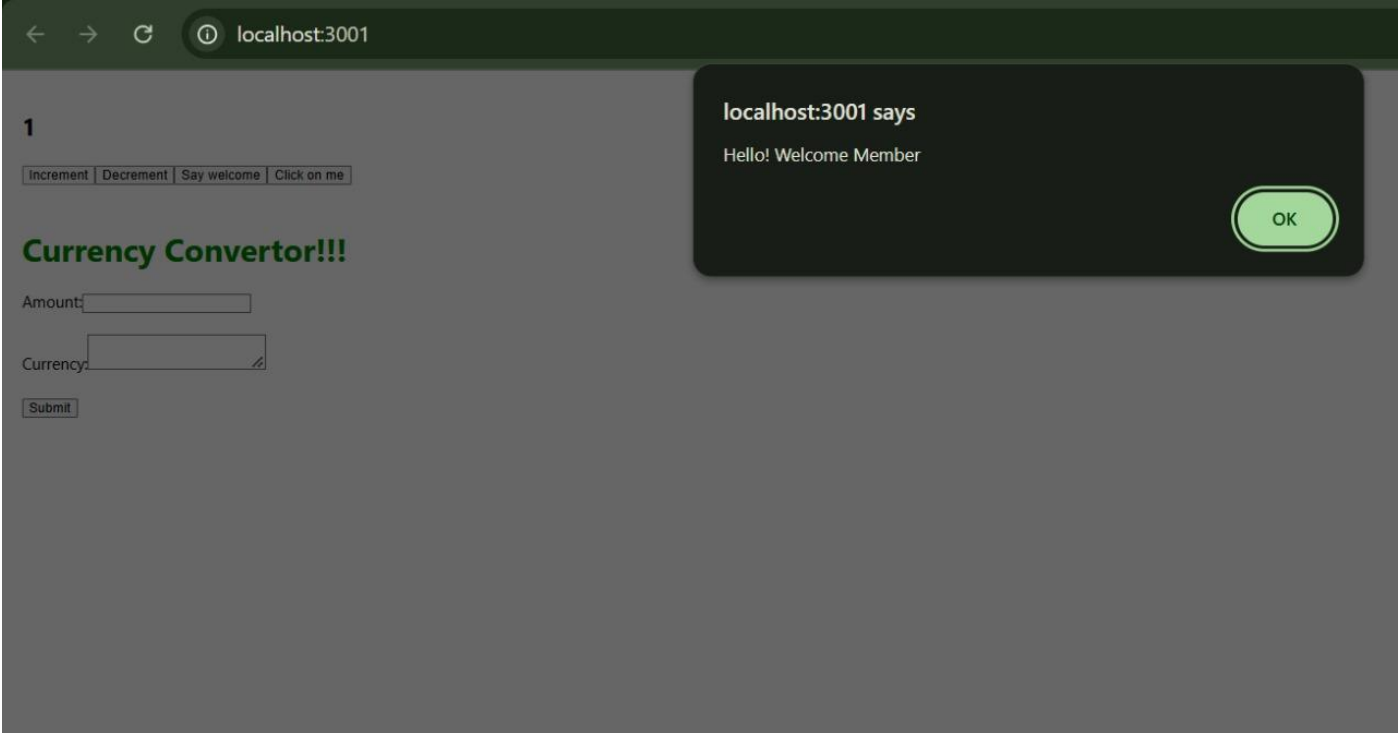 localhost:3001
localhost:3001 says
Hello! Welcome Member
OK
1
Increment Decrement Say welcome Click on me
Currency Convertor!!!
Amount:
Currency:
Submit